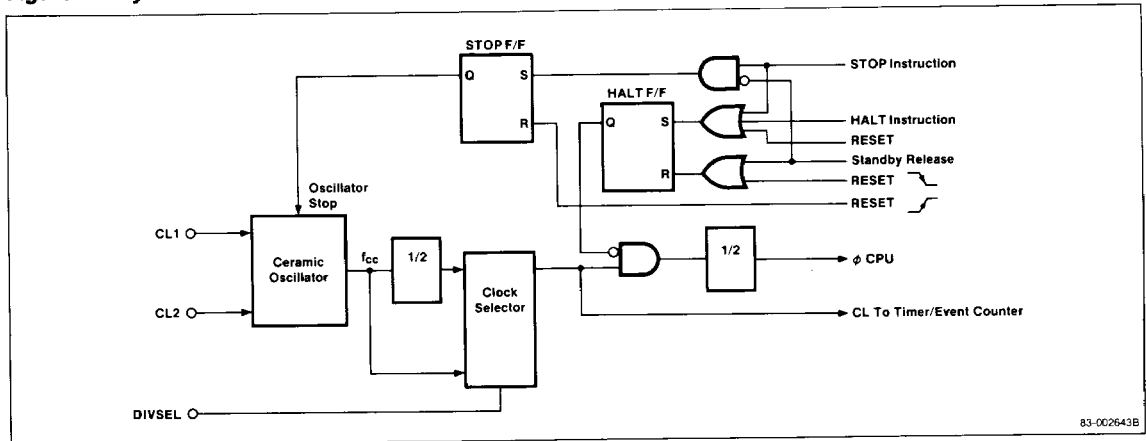 STOP F/F
Q
S
R
STOP Instruction
HALT F/F
Q
S
R
HALT Instruction
RESET
Standby Release
RESET
RESET
Oscillator
Stop
CL1
CL2
Ceramic
Oscillator
fCC
1/2
Clock
Selector
1/2
φ CPU
CL To Timer/Event Counter
DIVSEL
83-002643B